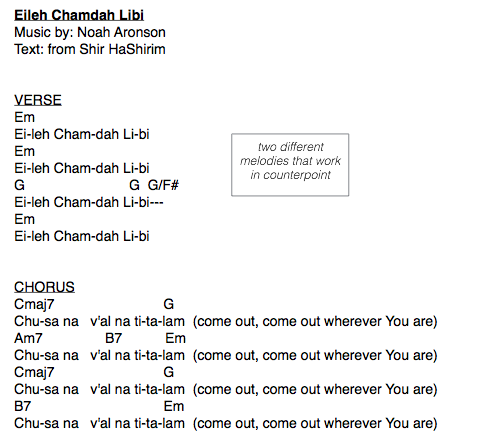 Eileh Chamdah Libi
Music by: Noah Aronson
Text: from Shir HaShirim
VERSE
Em
Ei-leh Cham-dah Li-bi
Em
Ei-leh Cham-dah Li-bi
G G G/F#
Ei-leh Cham-dah Li-bi---
Em
Ei-leh Cham-dah Li-bi
two different
melodies that work
in counterpoint
CHORUS
Cmaj7 G
Chu-sa na v'al na ti-ta-lam (come out, come out wherever You are)
Am7 B7 Em
Chu-sa na v'al na ti-ta-lam (come out, come out wherever You are)
Cmaj7 G
Chu-sa na v'al na ti-ta-lam (come out, come out wherever You are)
B7 Em
Chu-sa na v'al na ti-ta-lam (come out, come out wherever You are)